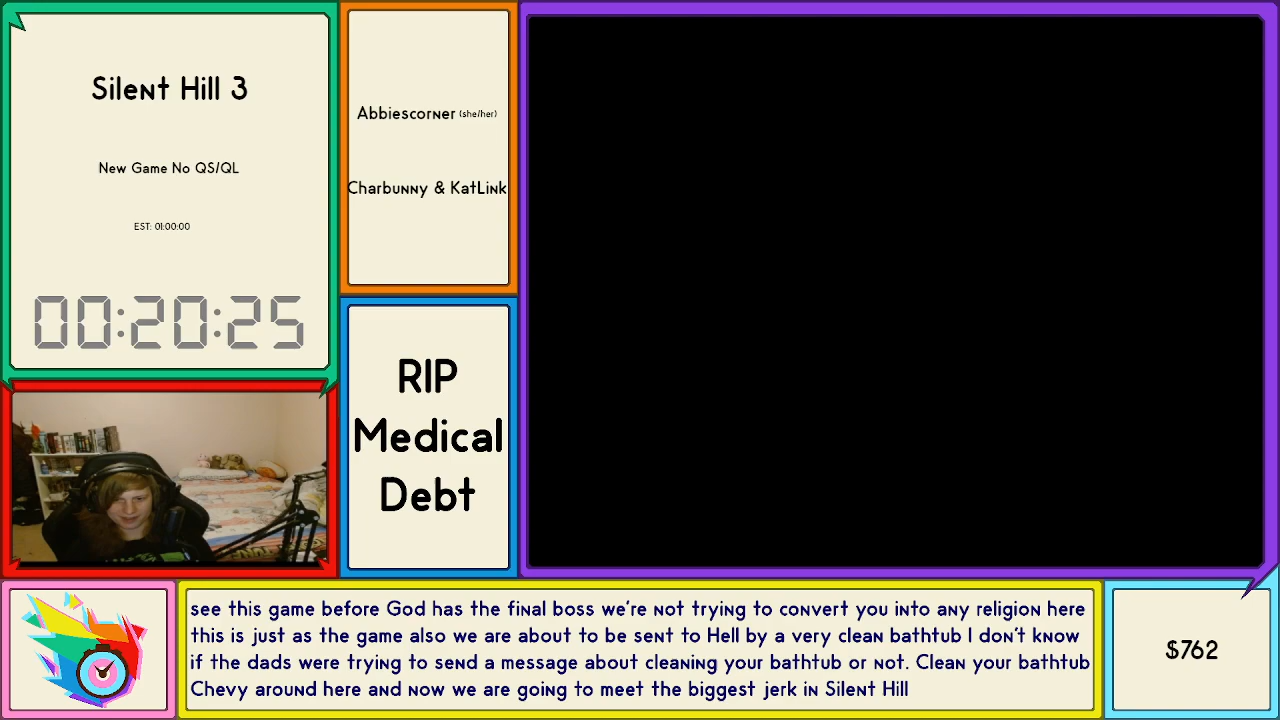 Silent Hill 3
New Game No QS/QL
EST: 01:00:00
00:20:25
Abbiescorner (she/her)
Charbunny & KatLink
RIP
Medical
Debt
see this game before God has the final boss we're not trying to convert you into any religion here
this is just as the game also we are about to be sent to Hell by a very clean bathtub I don't know
if the dads were trying to send a message about cleaning your bathtub or not. Clean your bathtub
Chevy around here and now we are going to meet the biggest jerk in Silent Hill
$762